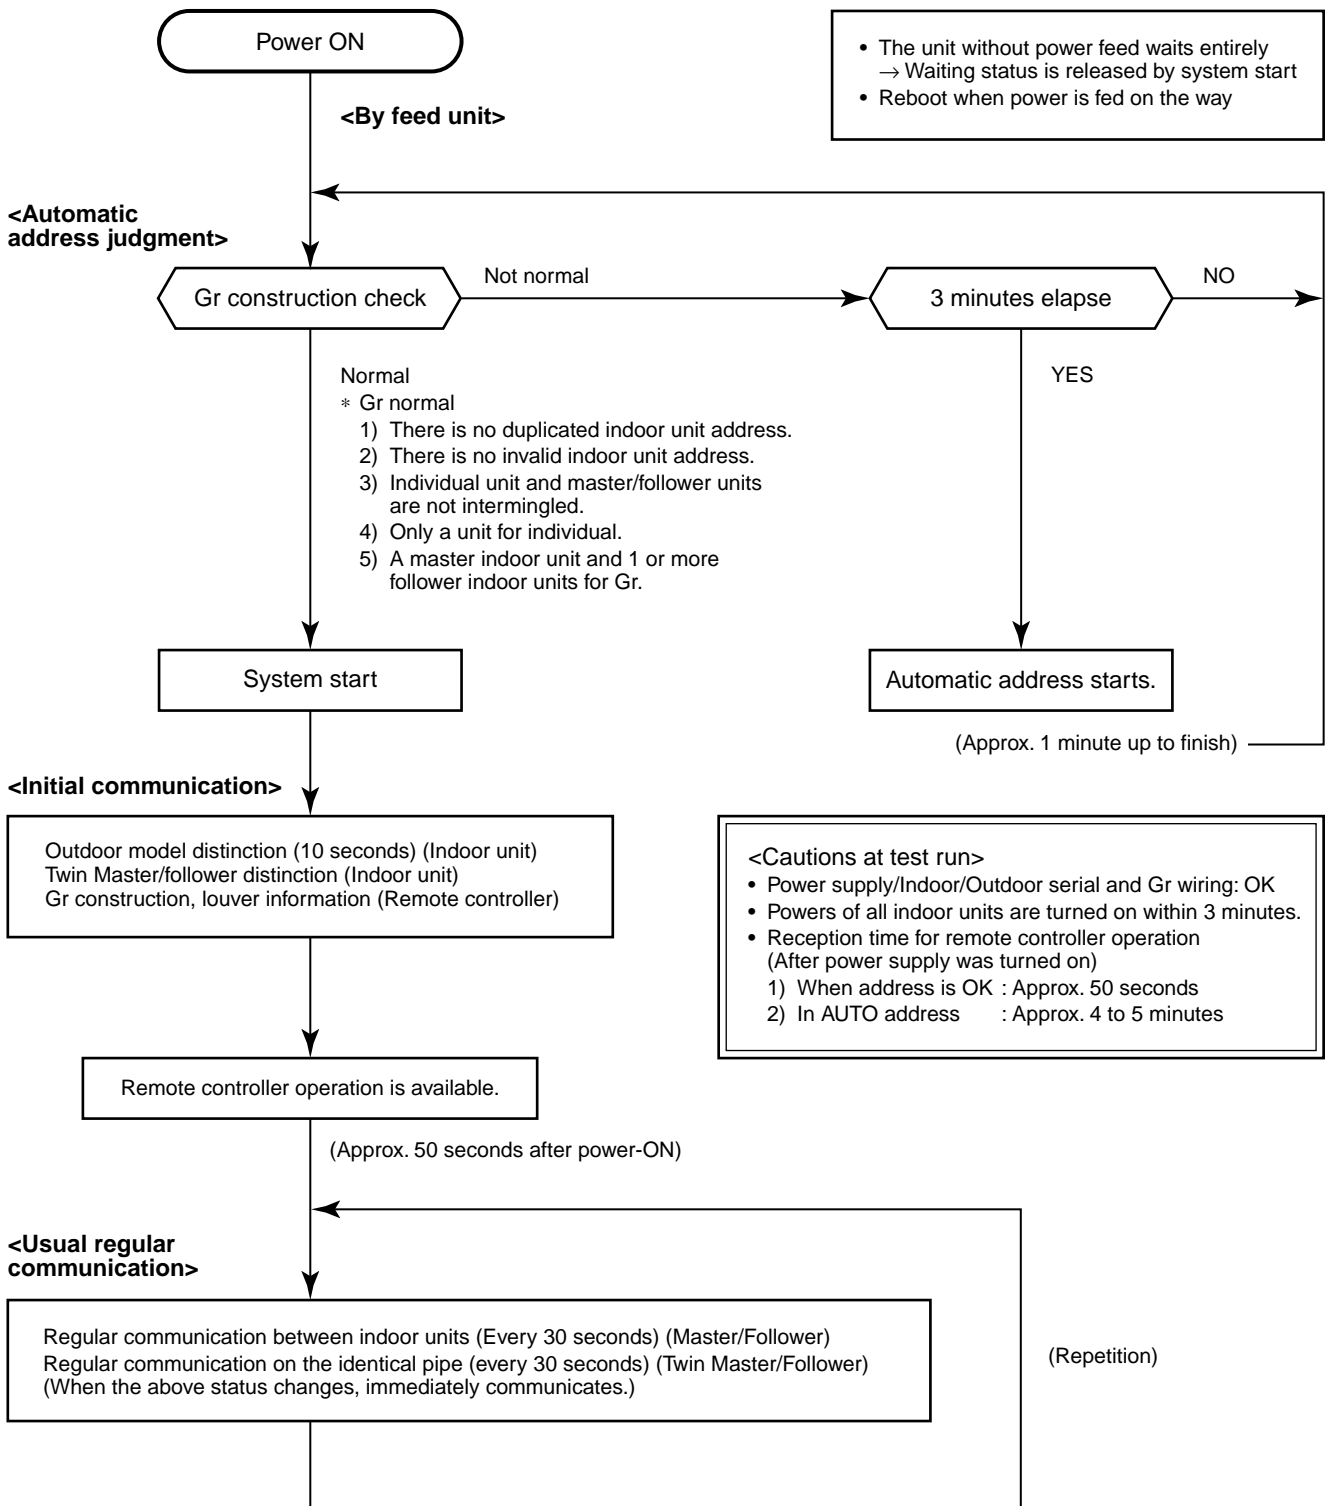 Power ON
• The unit without power feed waits entirely
→ Waiting status is released by system start
• Reboot when power is fed on the way
<By feed unit>
<Automatic
address judgment>
Gr construction check
Not normal
3 minutes elapse
NO
Normal
* Gr normal
1) There is no duplicated indoor unit address.
2) There is no invalid indoor unit address.
3) Individual unit and master/follower units
are not intermingled.
4) Only a unit for individual.
5) A master indoor unit and 1 or more
follower indoor units for Gr.
YES
System start
Automatic address starts.
(Approx. 1 minute up to finish)
<Initial communication>
Outdoor model distinction (10 seconds) (Indoor unit)
Twin Master/follower distinction (Indoor unit)
Gr construction, louver information (Remote controller)
<Cautions at test run>
• Power supply/Indoor/Outdoor serial and Gr wiring: OK
• Powers of all indoor units are turned on within 3 minutes.
• Reception time for remote controller operation
(After power supply was turned on)
1) When address is OK : Approx. 50 seconds
2) In AUTO address : Approx. 4 to 5 minutes
Remote controller operation is available.
(Approx. 50 seconds after power-ON)
<Usual regular
communication>
Regular communication between indoor units (Every 30 seconds) (Master/Follower)
Regular communication on the identical pipe (every 30 seconds) (Twin Master/Follower)
(When the above status changes, immediately communicates.)
(Repetition)